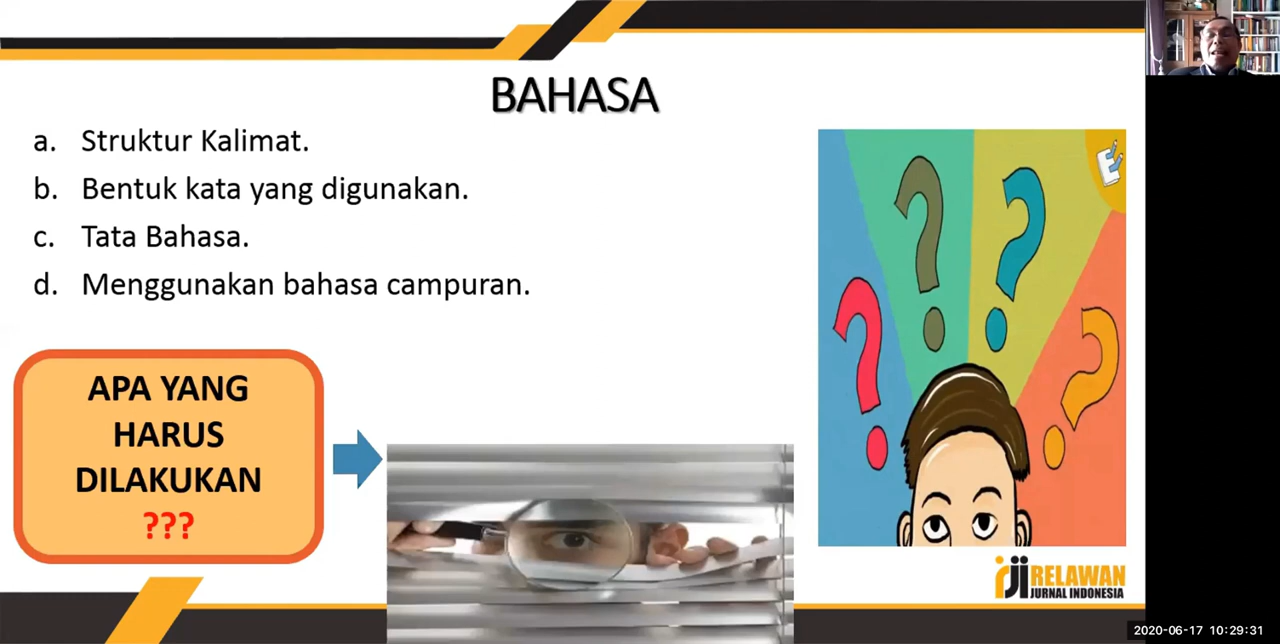 BAHASA
a. Struktur Kalimat.
b. Bentuk kata yang digunakan.
c. Tata Bahasa.
d. Menggunakan bahasa campuran.
APA YANG
HARUS
DILAKUKAN
???
RELAWAN
JURNAL INDONESIA
2020-06-17 10:29:31